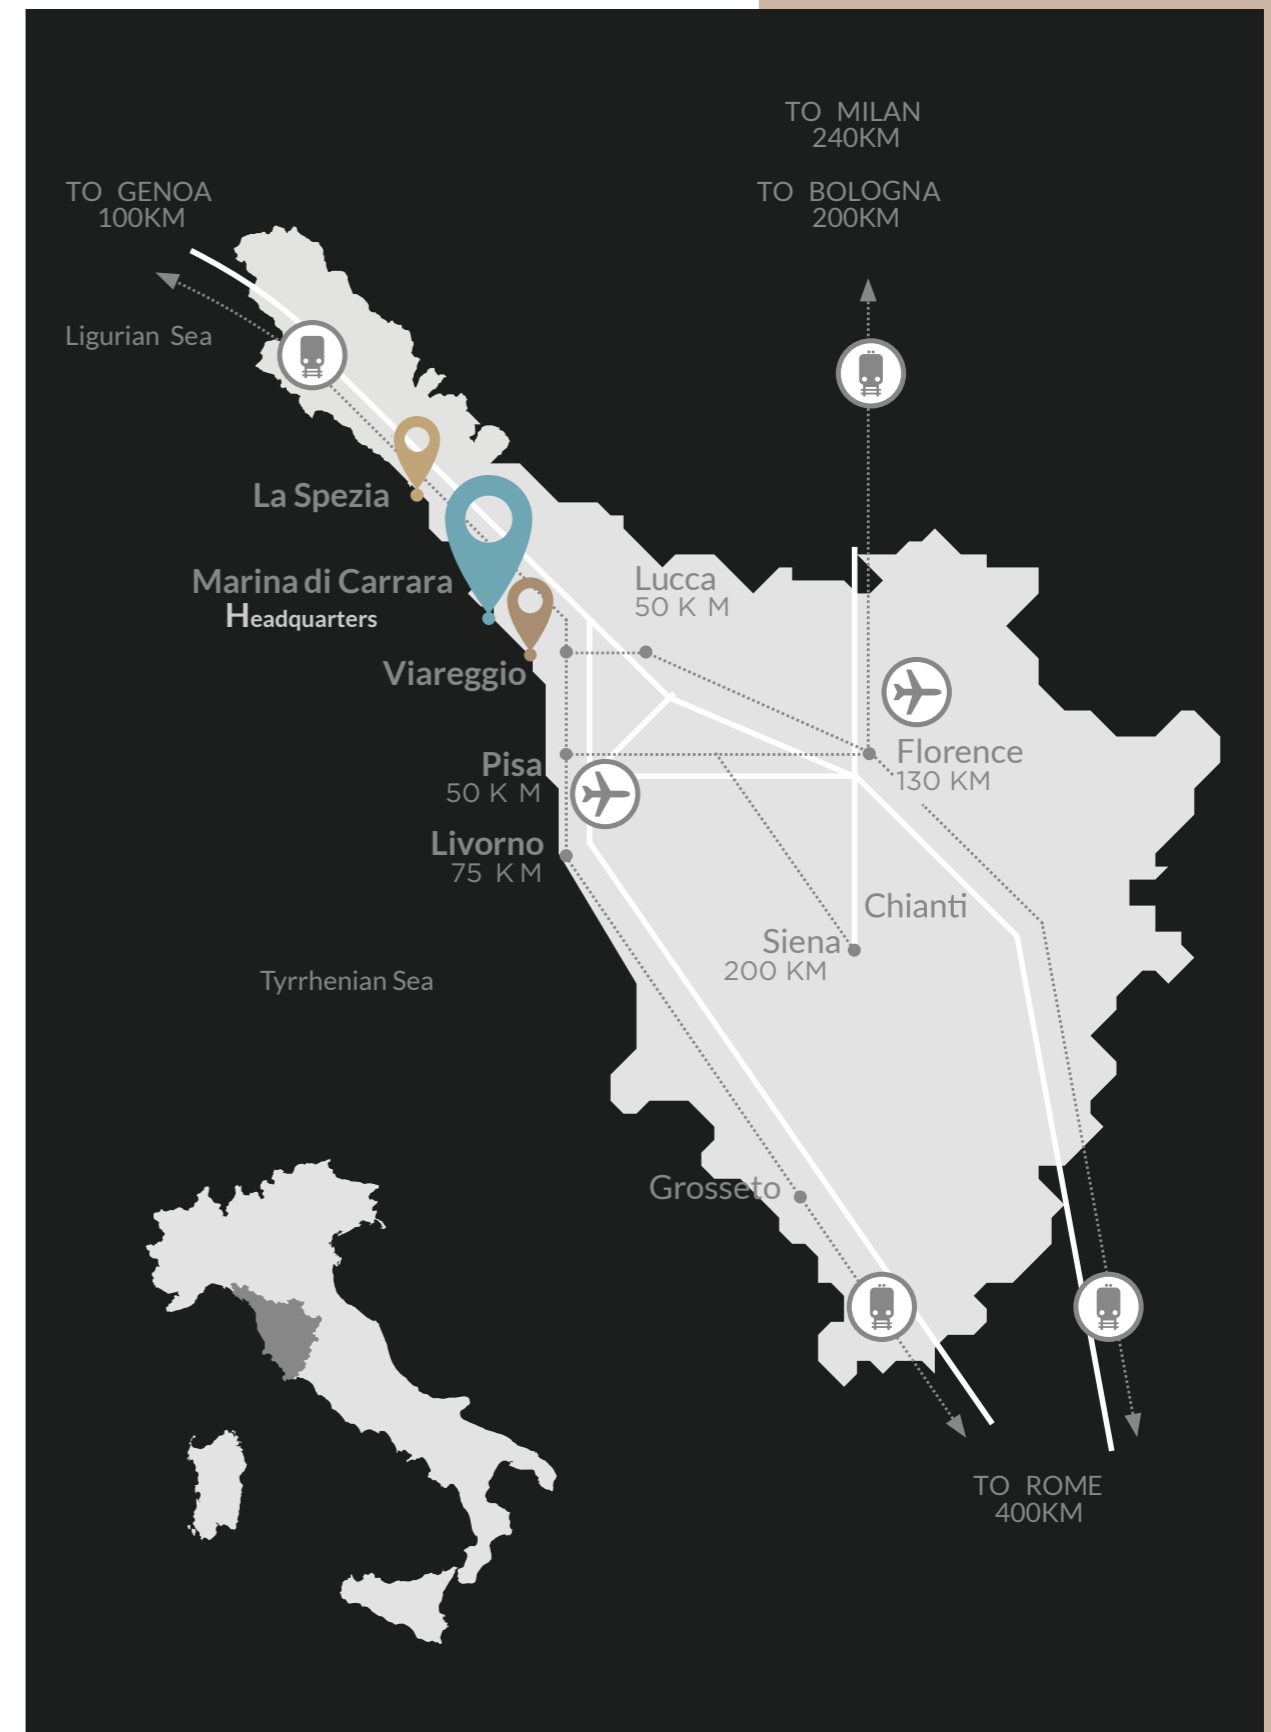 TO MILAN
240KM
TO GENOA
100KM
TO BOLOGNA
200KM
Ligurian Sea
La Spezia
Marina di Carrara
Headquarters
Lucca
50 K M
Viareggio
Florence
130 KM
Pisa
50 K M
Livorno
75 KM
Chianti
Siena
200 KM
Tyrrhenian Sea
Grosseto
TO ROME
400KM